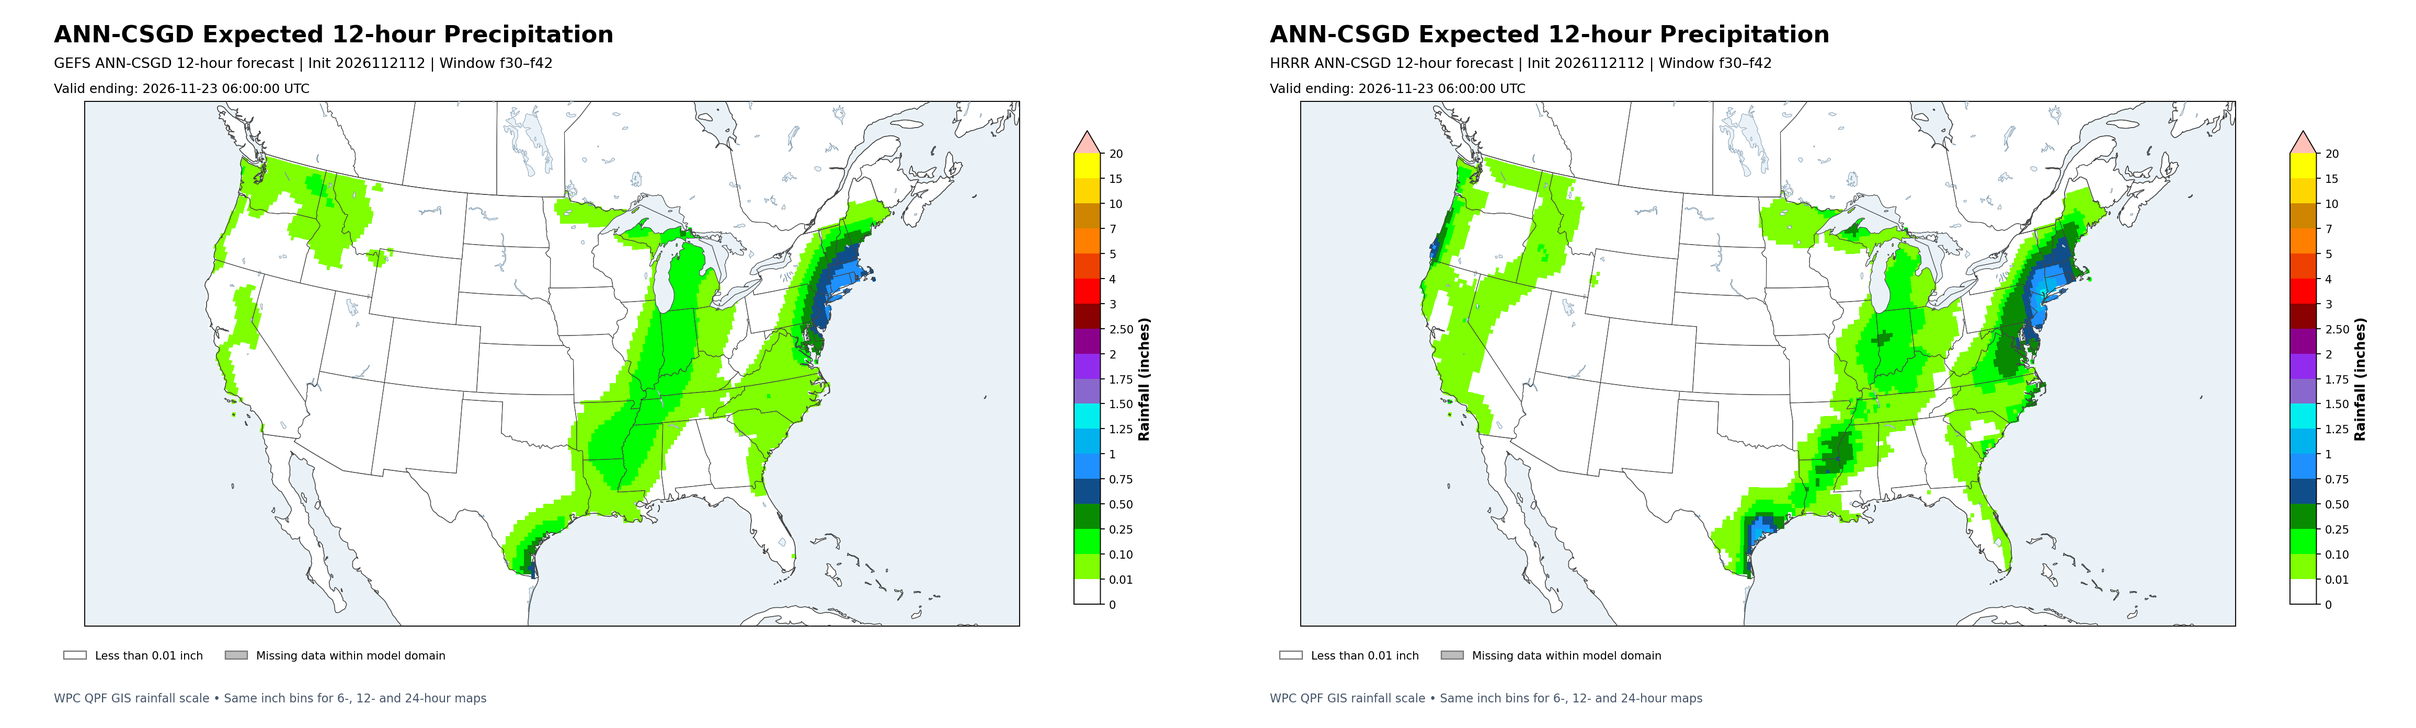 ANN-CSGD Expected 12-hour Precipitation
GEFS ANN-CSGD 12-hour forecast | Init 2026112112 | Window f30–f42
Valid ending: 2026-11-23 06:00:00 UTC
20
15
10
7
5
4
3
2.50
2
1.75
1.50
1.25
1
0.75
0.50
0.25
0.10
0.01
0
Rainfall (inches)
Less than 0.01 inch
Missing data within model domain
WPC QPF GIS rainfall scale • Same inch bins for 6-, 12- and 24-hour maps
ANN-CSGD Expected 12-hour Precipitation
HRRR ANN-CSGD 12-hour forecast | Init 2026112112 | Window f30–f42
Valid ending: 2026-11-23 06:00:00 UTC
20
15
10
7
5
4
3
2.50
2
1.75
1.50
1.25
1
0.75
0.50
0.25
0.10
0.01
0
Rainfall (inches)
Less than 0.01 inch
Missing data within model domain
WPC QPF GIS rainfall scale • Same inch bins for 6-, 12- and 24-hour maps